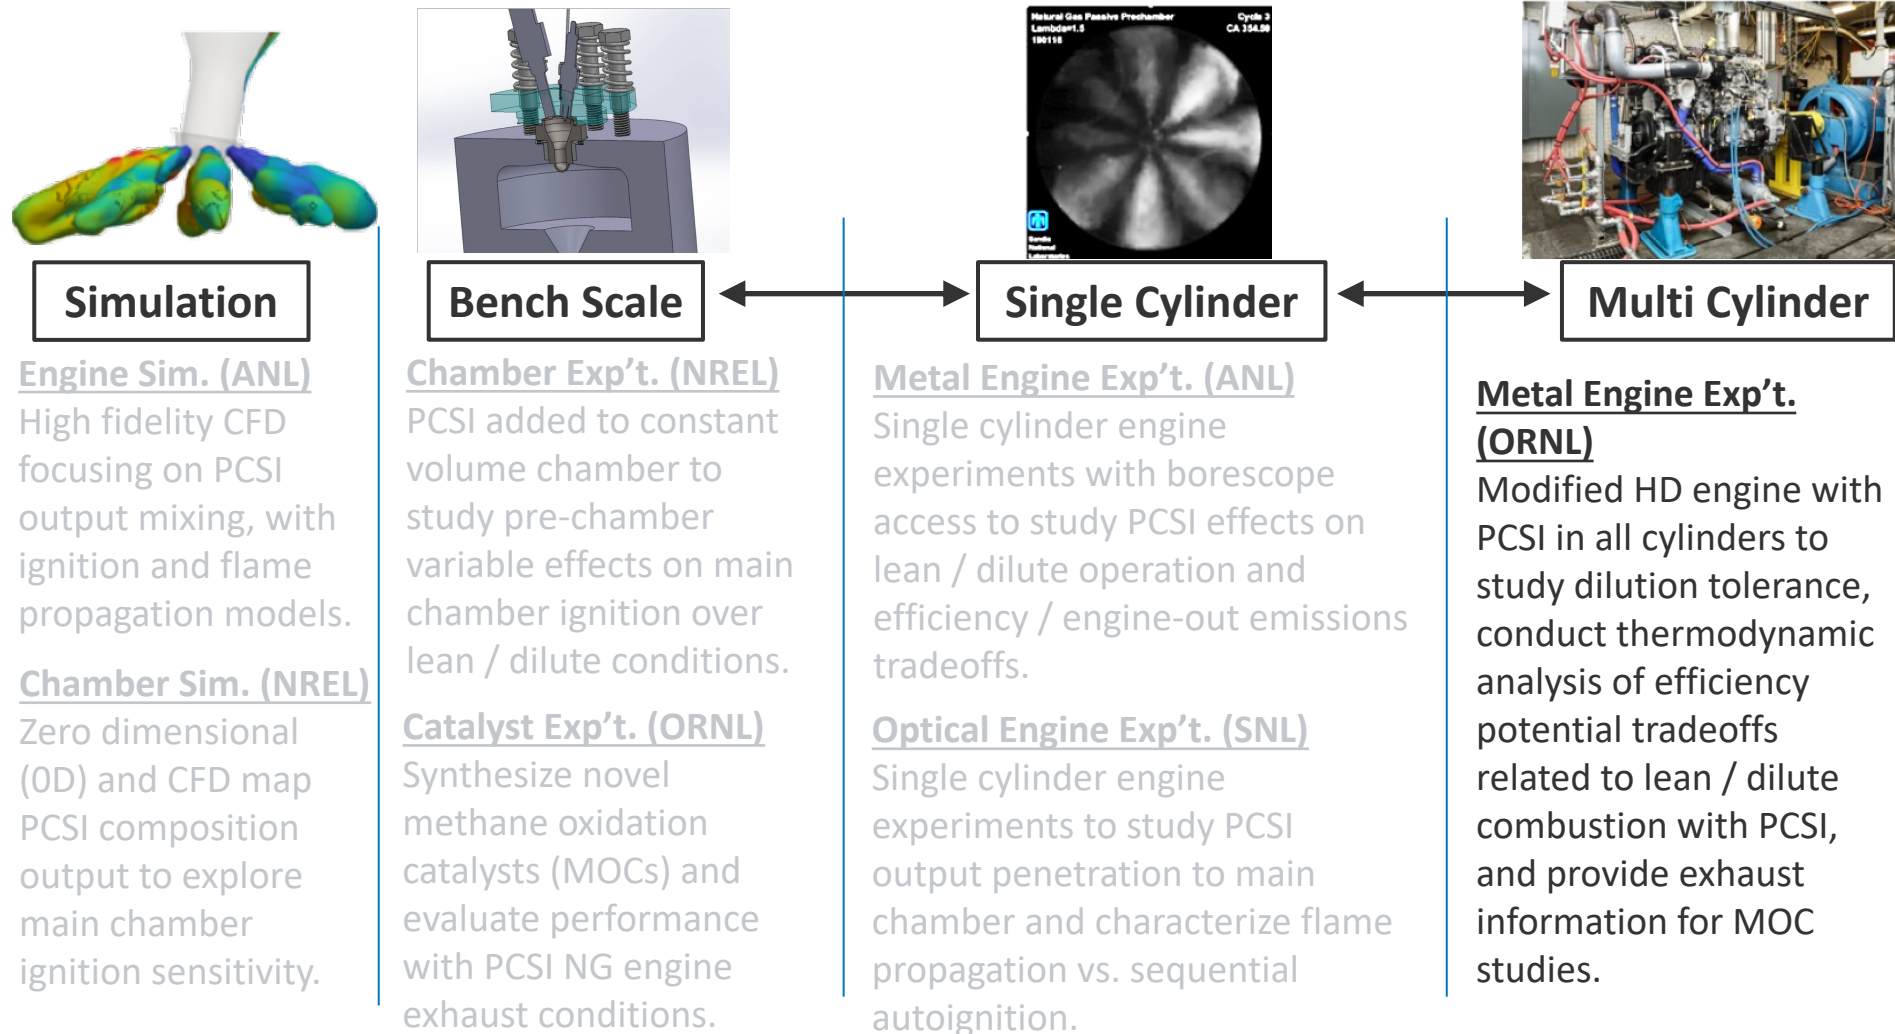 Natural Gas Passive Prechamber
Cycle 3
Lambda=1.5
CA 354.50
190116
Sandia
National
Laboratories
Simulation
Bench Scale
Single Cylinder
Multi Cylinder
Engine Sim. (ANL)
High fidelity CFD
focusing on PCSI
output mixing, with
ignition and flame
propagation models.
Chamber Sim. (NREL)
Zero dimensional
(0D) and CFD map
PCSI composition
output to explore
main chamber
ignition sensitivity.
Chamber Exp’t. (NREL)
PCSI added to constant
volume chamber to
study pre-chamber
variable effects on main
chamber ignition over
lean / dilute conditions.
Catalyst Exp’t. (ORNL)
Synthesize novel
methane oxidation
catalysts (MOCs) and
evaluate performance
with PCSI NG engine
exhaust conditions.
Metal Engine Exp’t. (ANL)
Single cylinder engine
experiments with borescope
access to study PCSI effects on
lean / dilute operation and
efficiency / engine-out emissions
tradeoffs.
Optical Engine Exp’t. (SNL)
Single cylinder engine
experiments to study PCSI
output penetration to main
chamber and characterize flame
propagation vs. sequential
autoignition.
Metal Engine Exp’t.
(ORNL)
Modified HD engine with
PCSI in all cylinders to
study dilution tolerance,
conduct thermodynamic
analysis of efficiency
potential tradeoffs
related to lean / dilute
combustion with PCSI,
and provide exhaust
information for MOC
studies.